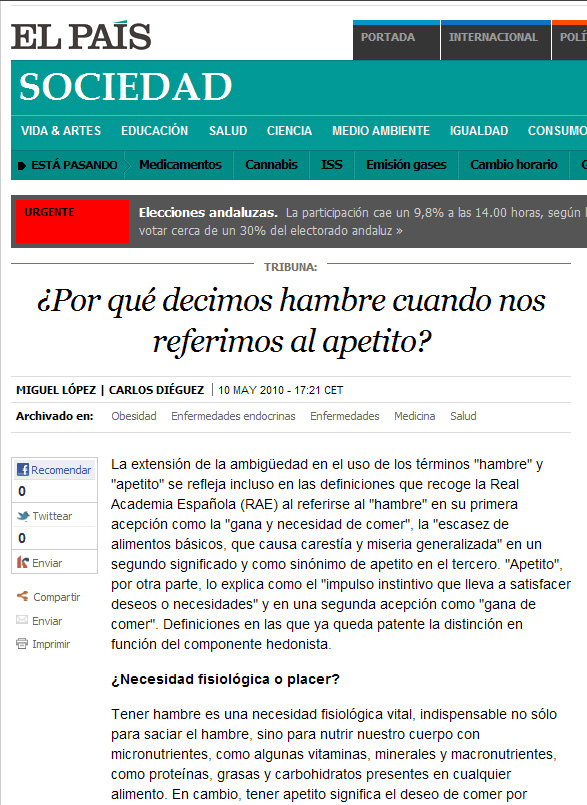 EL PAÍS
PORTADA
INTERNACIONAL
POLÍ
SOCIEDAD
VIDA & ARTES EDUCACIÓN SALUD CIENCIA MEDIO AMBIENTE IGUALDAD CONSUMO
ESTÁ PASANDO Medicamentos Cannabis ISS Emisión gases Cambio horario
URGENTE
Elecciones andaluzas. La participación cae un 9,8% a las 14.00 horas, según
votar cerca de un 30% del electorado andaluz »
TRIBUNA:
¿Por qué decimos hambre cuando nos
referimos al apetito?
MIGUEL LÓPEZ | CARLOS DIÉGUEZ | 10 MAY 2010 - 17:21 CET
Archivado en: Obesidad Enfermedades endocrinas Enfermedades Medicina Salud
Recomendar
0
Twittear
0
Enviar
Compartir
Enviar
Imprimir
La extensión de la ambigüedad en el uso de los términos "hambre" y
"apetito" se refleja incluso en las definiciones que recoge la Real
Academia Española (RAE) al referirse al "hambre" en su primera
acepción como la "gana y necesidad de comer", la "escasez de
alimentos básicos, que causa carestía y miseria generalizada" en un
segundo significado y como sinónimo de apetito en el tercero. "Apetito",
por otra parte, lo explica como el "impulso instintivo que lleva a satisfacer
deseos o necesidades" y en una segunda acepción como "gana de
comer". Definiciones en las que ya queda patente la distinción en
función del componente hedonista.
¿Necesidad fisiológica o placer?
Tener hambre es una necesidad fisiológica vital, indispensable no sólo
para saciar el hambre, sino para nutrir nuestro cuerpo con
micronutrientes, como algunas vitaminas, minerales y macronutrientes,
como proteínas, grasas y carbohidratos presentes en cualquier
alimento. En cambio, tener apetito significa el deseo de comer por